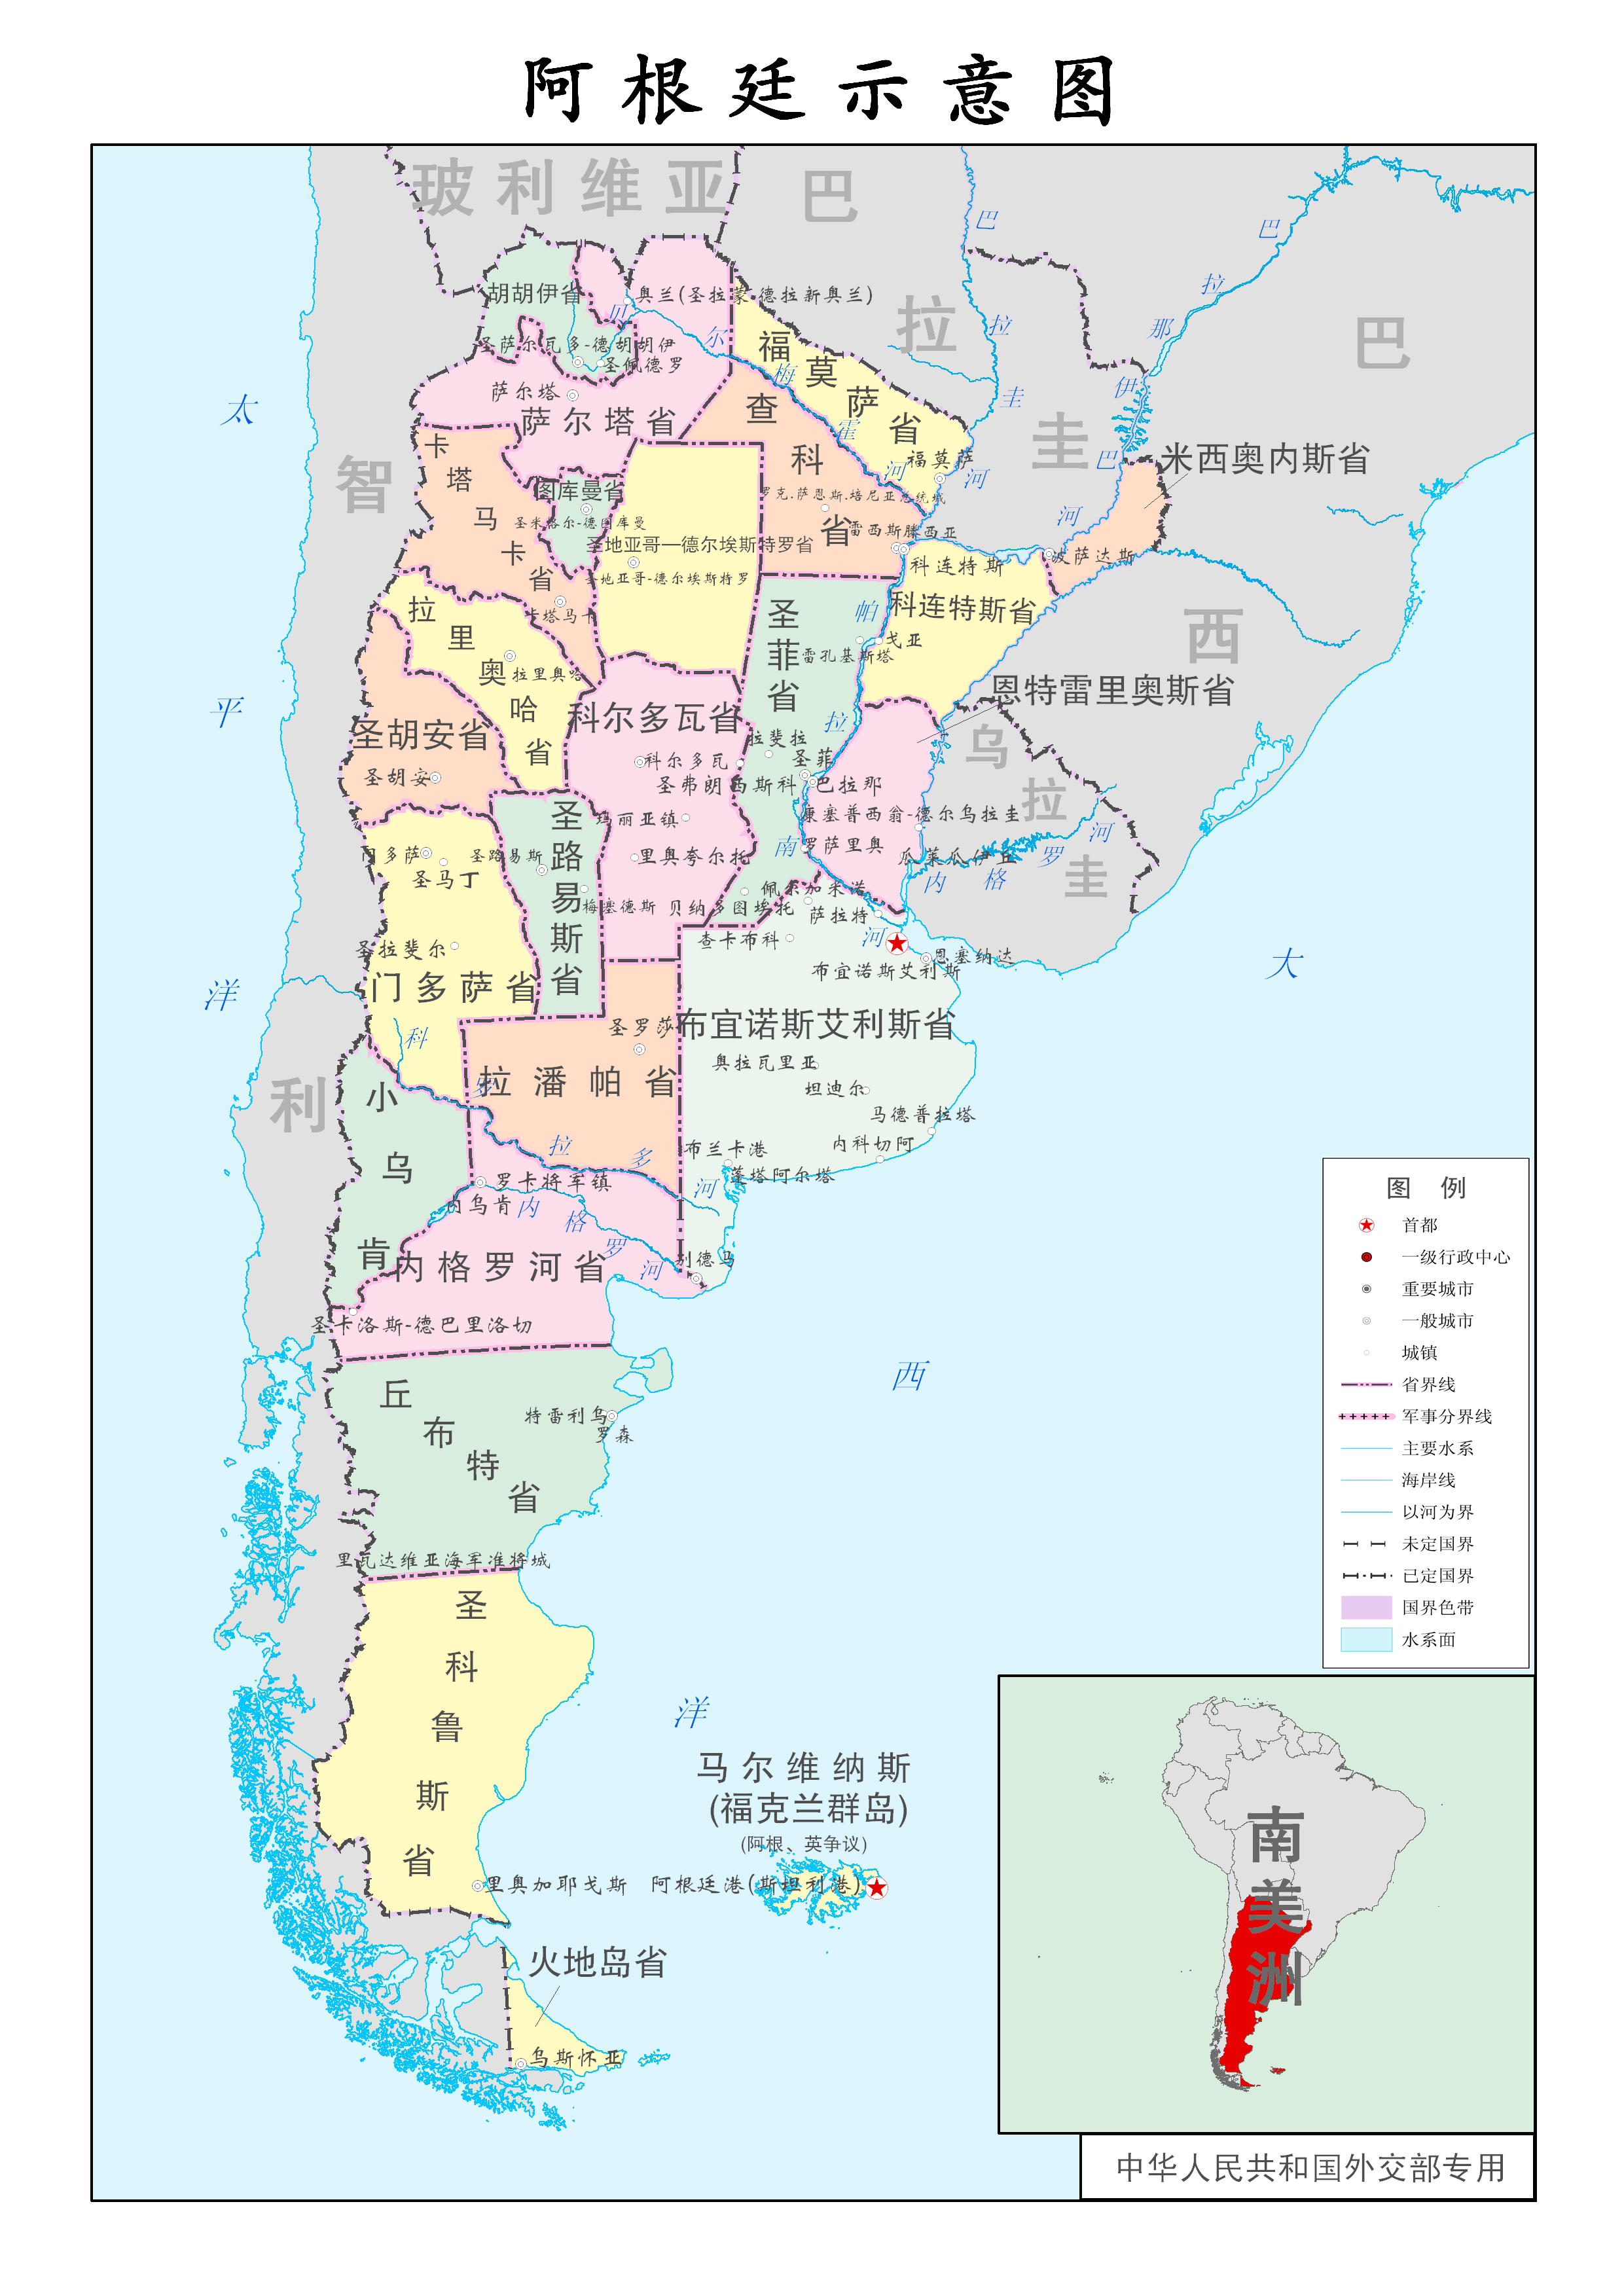 阿根廷示意图
玻利维亚
巴拉圭
巴西
智利
乌拉圭
太平洋
大西洋
胡胡伊省
奥兰(圣拉蒙-德拉新奥兰)
圣萨尔瓦多-德胡胡伊
圣佩德罗
萨尔塔
萨尔塔省
贝尔梅霍河
福莫萨省
福莫萨
巴拉圭河
巴拉那河
伊
巴
查科省
罗克.萨恩斯.培尼亚总统城
雷西斯滕西亚
米西奥内斯省
波萨达斯
卡塔马卡省
卡塔马卡
图库曼省
圣米格尔-德图库曼
圣地亚哥—德尔埃斯特罗省
圣地亚哥-德尔埃斯特罗
科连特斯
科连特斯省
戈亚
圣菲省
雷孔基斯塔
帕拉南河
拉里奥哈省
拉里奥哈
恩特雷里奥斯省
圣胡安省
圣胡安
科尔多瓦省
科尔多瓦
拉斐拉
圣菲
圣弗朗西斯科
巴拉那
康塞普西翁-德尔乌拉圭
玛丽亚镇
里奥夸尔托
罗萨里奥
瓜莱瓜伊丘
内格罗河
圣路易斯省
圣路易斯
梅塞德斯
门多萨
圣马丁
圣拉斐尔
门多萨省
贝纳多图埃托
佩尔加米诺
萨拉特
查卡布科
布宜诺斯艾利斯
恩塞纳达
布宜诺斯艾利斯省
奥拉瓦里亚
坦迪尔
马德普拉塔
内科切阿
布兰卡港
蓬塔阿尔塔
圣罗莎
拉潘帕省
科罗拉多河
小乌肯
罗卡将军镇
内乌肯
内格罗河
内格罗河省
别德马
圣卡洛斯-德巴里洛切
丘布特省
特雷利乌
罗森
里瓦达维亚海军准将城
圣科鲁斯省
里奥加耶戈斯
马尔维纳斯
(福克兰群岛)
(阿根、英争议)
阿根廷港(斯坦利港)
火地岛省
乌斯怀亚
图 例
首都
一级行政中心
重要城市
一般城市
城镇
省界线
军事分界线
主要水系
海岸线
以河为界
未定国界
已定国界
国界色带
水系面
南美洲
中华人民共和国外交部专用